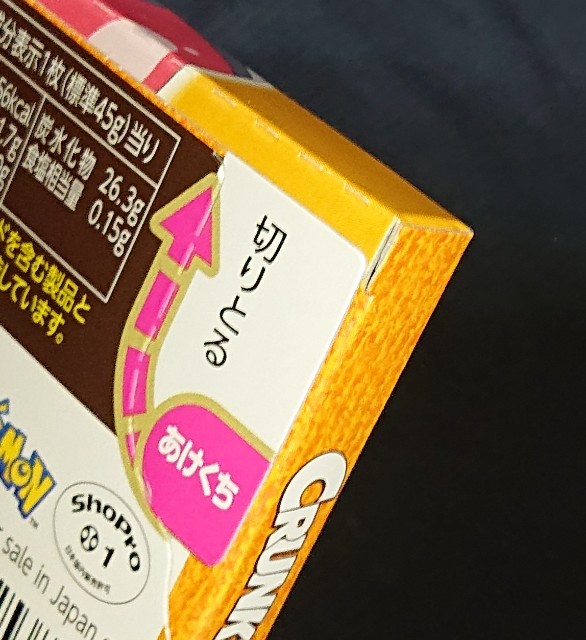 分表示1枚(標準45g)当り
66kcal 炭水化物 26.3g
.7g 食塩相当量 0.15g
を含む製品と
しています。
切りとる
あけくち
MON
ShoPro
1
sale in Japan
CRUNK